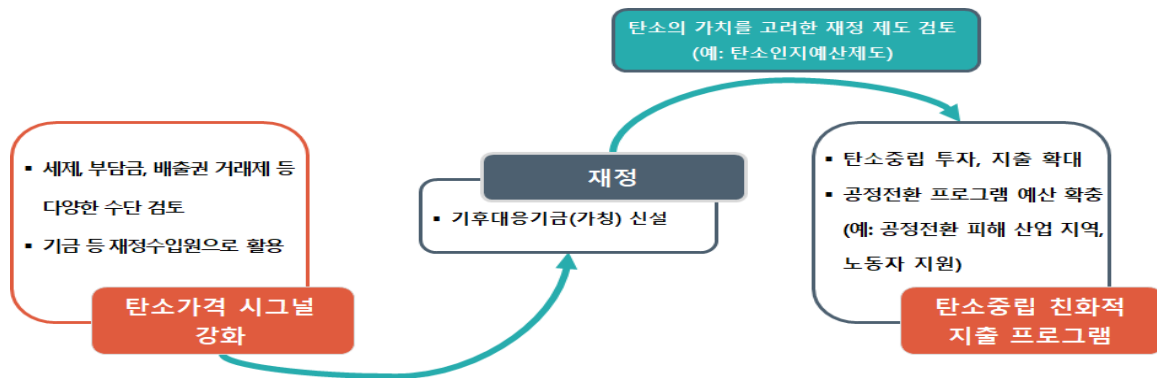 탄소의 가치를 고려한 재정 제도 검토
(예: 탄소인지예산제도)
▪ 세제, 부담금, 배출권 거래제 등
다양한 수단 검토
▪ 기금 등 재정수입원으로 활용
탄소가격 시그널
강화
재정
▪ 기후대응기금(가칭) 신설
▪ 탄소중립 투자, 지출 확대
▪ 공정전환 프로그램 예산 확충
(예: 공정전환 피해 산업 지역,
노동자 지원)
탄소중립 친화적
지출 프로그램